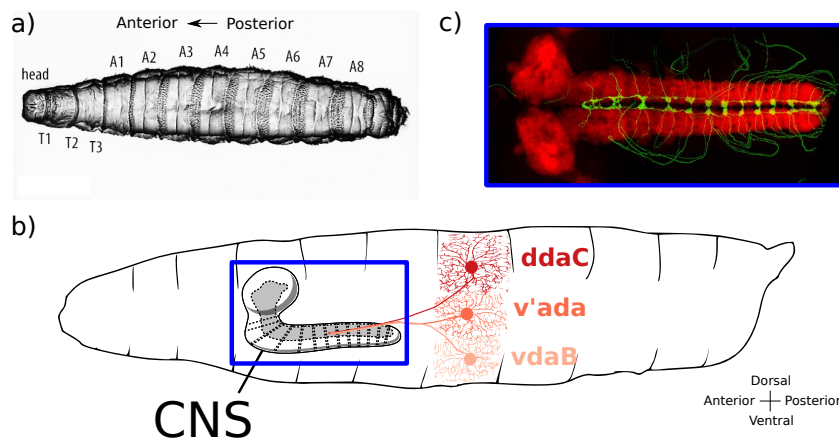 a)
Anterior ← Posterior
A1 A2 A3 A4 A5 A6 A7 A8
head
T1 T2 T3
c)
b)
ddaC
v'ada
vdaB
CNS
Dorsal
Anterior Posterior
Ventral